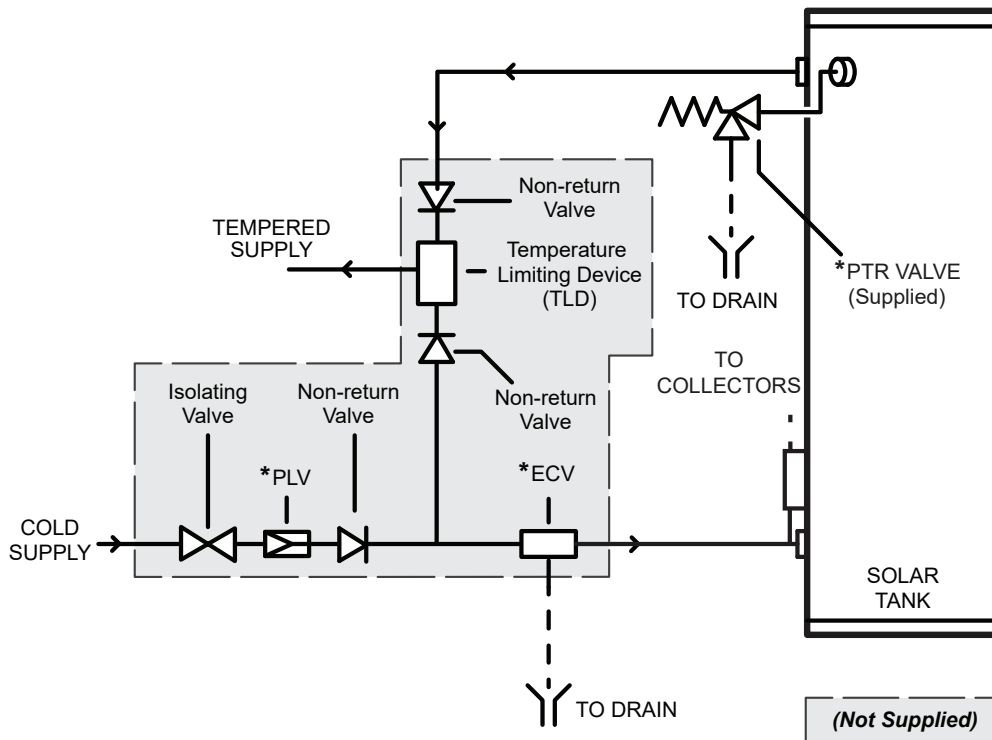 Non-return
Valve
TEMPERED
SUPPLY
Temperature
Limiting Device
(TLD)
*PTR VALVE
(Supplied)
TO DRAIN
TO
COLLECTORS
Isolating
Valve
Non-return
Valve
Non-return
Valve
*PLV
*ECV
COLD
SUPPLY
SOLAR
TANK
TO DRAIN
(Not Supplied)